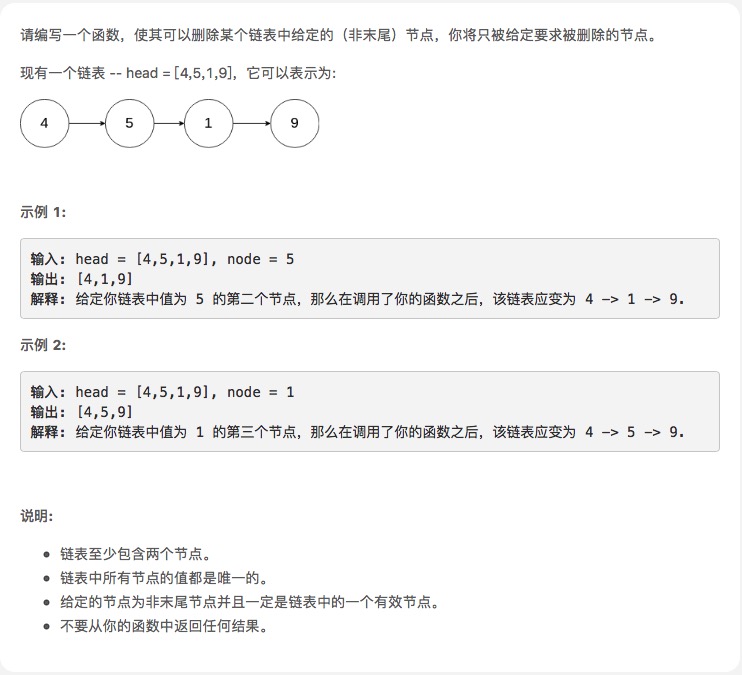 请编写一个函数，使其可以删除某个链表中给定的（非末尾）节点，你将只被给定要求被删除的节点。
现有一个链表 -- head = [4,5,1,9]，它可以表示为:
4 5 1 9
示例 1:
输入: head = [4,5,1,9], node = 5
输出: [4,1,9]
解释: 给定你链表中值为 5 的第二个节点，那么在调用了你的函数之后，该链表应变为 4 -> 1 -> 9.
示例 2:
输入: head = [4,5,1,9], node = 1
输出: [4,5,9]
解释: 给定你链表中值为 1 的第三个节点，那么在调用了你的函数之后，该链表应变为 4 -> 5 -> 9.
说明:
链表至少包含两个节点。
链表中所有节点的值都是唯一的。
给定的节点为非末尾节点并且一定是链表中的一个有效节点。
不要从你的函数中返回任何结果。